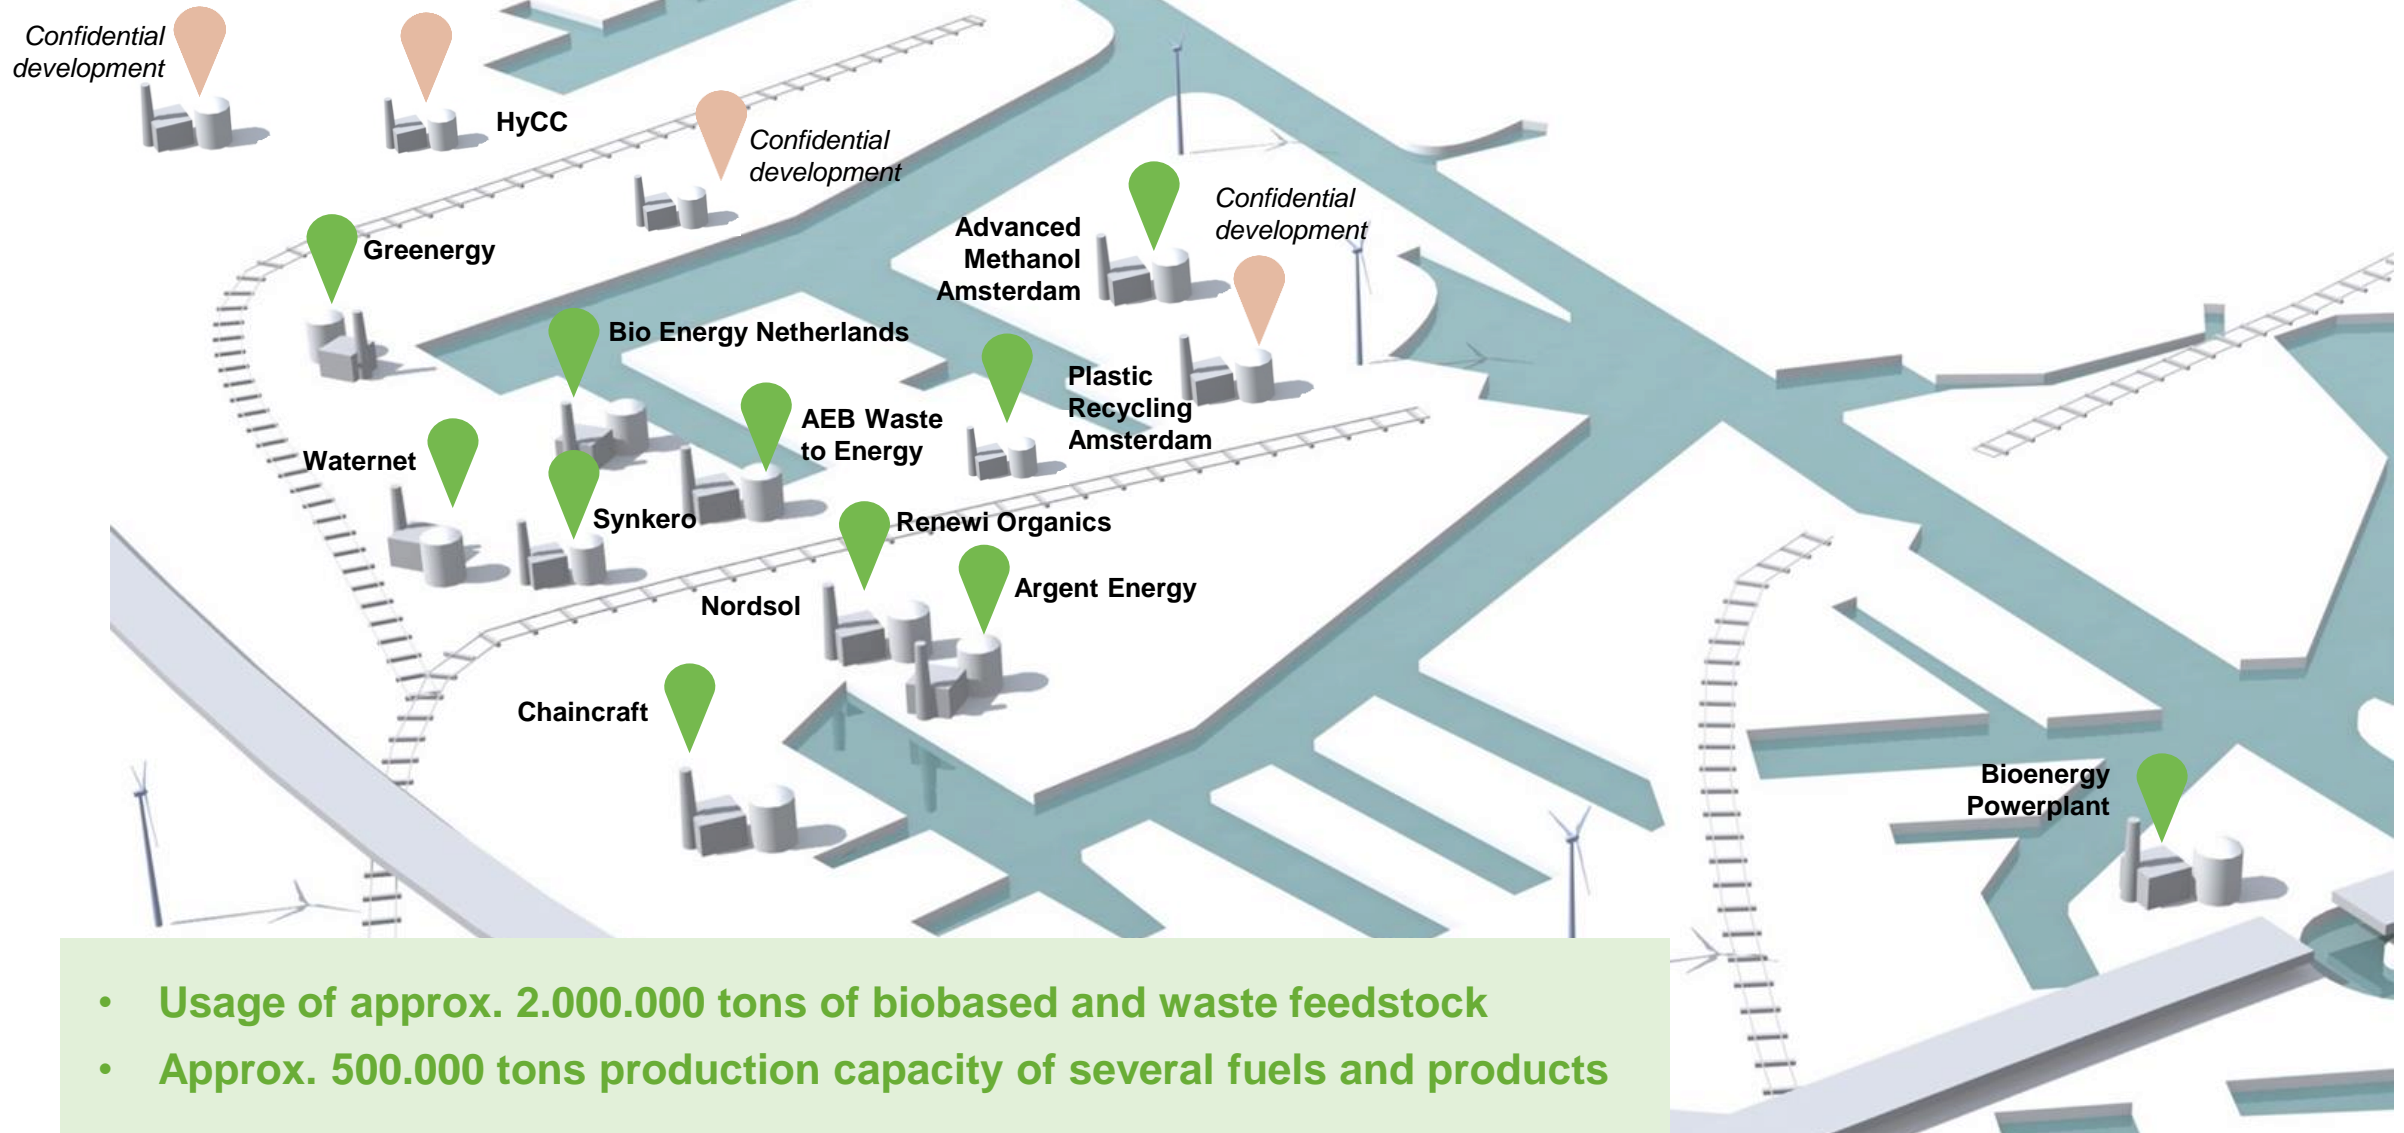 Confidential
development
HyCC
Confidential
development
Confidential
development
Advanced
Methanol
Amsterdam
Greenergy
Bio Energy Netherlands
Plastic
Recycling
Amsterdam
AEB Waste
to Energy
Waternet
Synkero
Renewi Organics
Argent Energy
Nordsol
Chaincraft
Bioenergy
Powerplant
• Usage of approx. 2.000.000 tons of biobased and waste feedstock
• Approx. 500.000 tons production capacity of several fuels and products